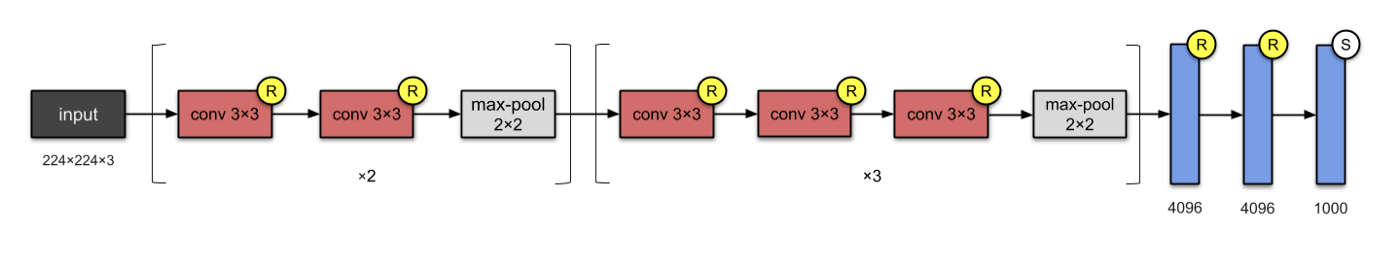 input
224×224×3
R
conv 3×3
R
conv 3×3
max-pool
2×2
×2
R
conv 3×3
R
conv 3×3
R
conv 3×3
max-pool
2×2
×3
R
4096
R
4096
S
1000